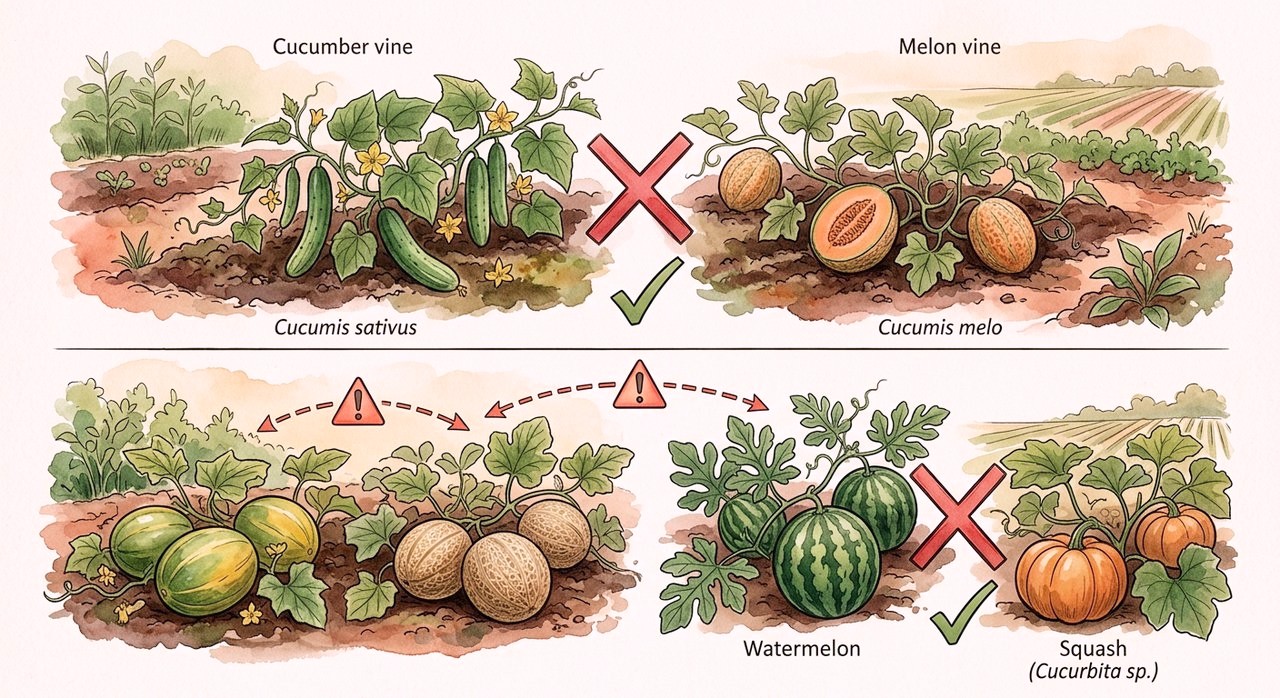 Cucumber vine
Melon vine
Cucumis sativus
Cucumis melo
Watermelon
Squash
(Cucurbita sp.)